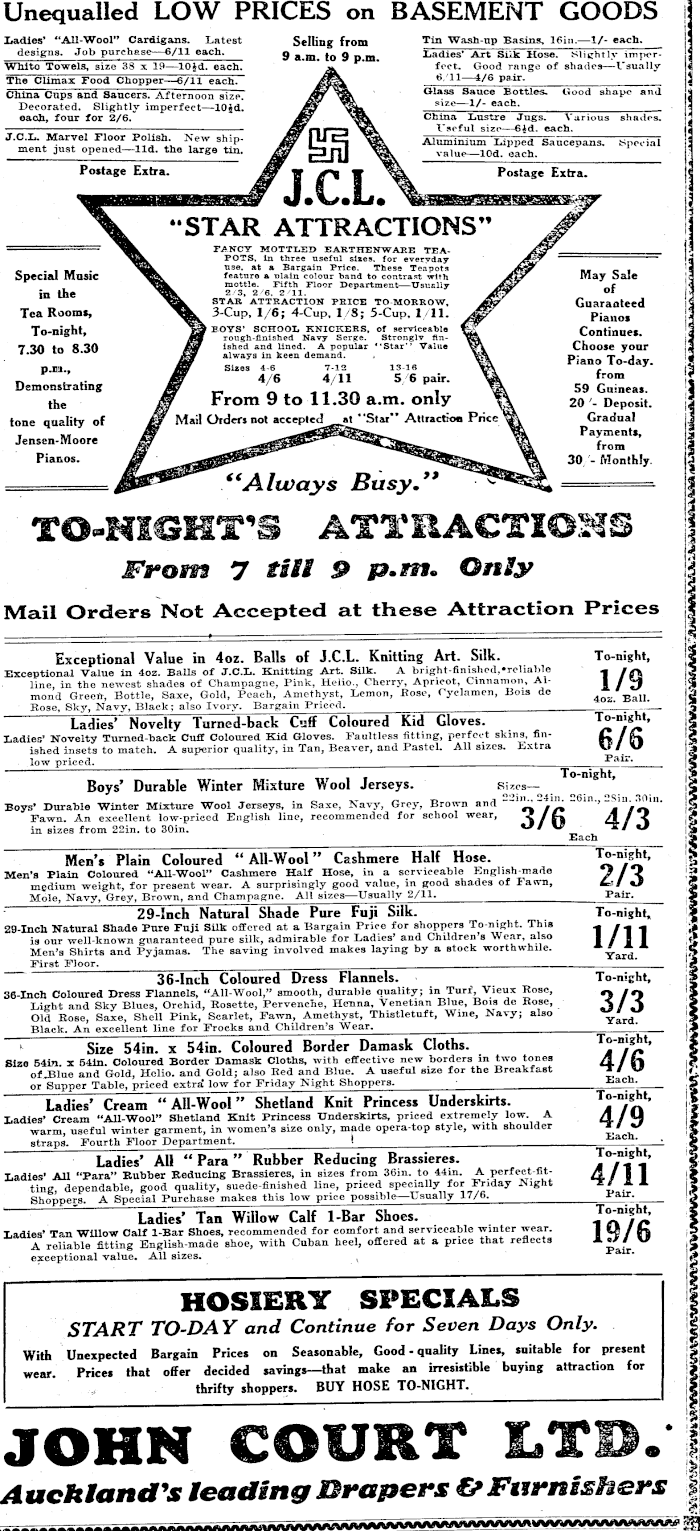 Unequalled LOW PRICES on BASEMENT GOODS
Ladies' "All-Wool" Cardigans. Latest
designs. Job purchase—6/11 each.
White Towels, size 38 x 19—10½d. each.
The Climax Food Chopper—6/11 each.
China Cups and Saucers. Afternoon size.
Decorated. Slightly imperfect—10½d.
each, four for 2/6.
J.C.L. Marvel Floor Polish. New ship-
ment just opened—11d. the large tin.
Postage Extra.
Selling from
9 a.m. to 9 p.m.
Tin Wash-up Basins, 16in.—1/- each.
Ladies' Art Silk Hose. Slightly imper-
fect. Good range of shades—Usually
6/11—4/6 pair.
Glass Sauce Bottles. Good shape and
size—1/- each.
China Lustre Jugs. Various shades.
Useful size—6½d. each.
Aluminium Lipped Saucepans. Special
value—10d. each.
Postage Extra.
J.C.L.
"STAR ATTRACTIONS"
FANCY MOTTLED EARTHENWARE TEA-
POTS, in three useful sizes, for everyday
use, at a Bargain Price. These Teapots
feature a plain colour band to contrast with
mottle. Fifth Floor Department—Usually
2/3, 2/6, 2/11.
STAR ATTRACTION PRICE TO-MORROW,
3-Cup, 1/6; 4-Cup, 1/8; 5-Cup, 1/11.
BOYS' SCHOOL KNICKERS, of serviceable
rough-finished Navy Serge. Strongly fin-
ished and lined. A popular "Star" Value
always in keen demand.
Sizes 4-6 7-12 13-16
4/6 4/11 5/6 pair.
From 9 to 11.30 a.m. only
Mail Orders not accepted at "Star" Attraction Price
Special Music
in the
Tea Rooms,
To-night,
7.30 to 8.30
p.m.,
Demonstrating
the
tone quality of
Jensen-Moore
Pianos.
May Sale
of
Guaranteed
Pianos
Continues.
Choose your
Piano To-day.
from
59 Guineas.
20/- Deposit.
Gradual
Payments,
from
30/- Monthly.
"Always Busy."
TO-NIGHT'S ATTRACTIONS
From 7 till 9 p.m. Only
Mail Orders Not Accepted at these Attraction Prices
Exceptional Value in 4oz. Balls of J.C.L. Knitting Art. Silk.
Exceptional Value in 4oz. Balls of J.C.L. Knitting Art. Silk. A bright-finished, reliable
line, in the newest shades of Champagne, Pink, Helio., Cherry, Apricot, Cinnamon, Al-
mond Green, Bottle, Saxe, Gold, Peach, Amethyst, Lemon, Rose, Cyclamen, Bois de
Rose, Sky, Navy, Black; also Ivory. Bargain Priced.
To-night,
1/9
4oz. Ball.
Ladies' Novelty Turned-back Cuff Coloured Kid Gloves.
Ladies' Novelty Turned-back Cuff Coloured Kid Gloves. Faultless fitting, perfect skins, fin-
ished insets to match. A superior quality, in Tan, Beaver, and Pastel. All sizes. Extra
low priced.
To-night,
6/6
Pair.
Boys' Durable Winter Mixture Wool Jerseys.
Boys' Durable Winter Mixture Wool Jerseys, in Saxe, Navy, Grey, Brown and
Fawn. An excellent low-priced English line, recommended for school wear,
in sizes from 22in. to 30in.
To-night,
Sizes—
22in., 24in. 26in., 28in. 30in.
3/6 4/3
Each
Men's Plain Coloured "All-Wool" Cashmere Half Hose.
Men's Plain Coloured "All-Wool" Cashmere Half Hose, in a serviceable English-made
medium weight, for present wear. A surprisingly good value, in good shades of Fawn,
Mole, Navy, Grey, Brown, and Champagne. All sizes—Usually 2/11.
To-night,
2/3
Pair.
29-Inch Natural Shade Pure Fuji Silk.
29-Inch Natural Shade Pure Fuji Silk offered at a Bargain Price for shoppers To-night. This
is our well-known guaranteed pure silk, admirable for Ladies' and Children's Wear, also
Men's Shirts and Pyjamas. The saving involved makes laying by a stock worthwhile.
First Floor.
To-night,
1/11
Yard.
36-Inch Coloured Dress Flannels.
36-Inch Coloured Dress Flannels, "All-Wool," smooth, durable quality; in Turf, Vieux Rose,
Light and Sky Blues, Orchid, Rosette, Pervenche, Henna, Venetian Blue, Bois de Rose,
Old Rose, Saxe, Shell Pink, Scarlet, Fawn, Amethyst, Thistletuft, Wine, Navy; also
Black. An excellent line for Frocks and Children's Wear.
To-night,
3/3
Yard.
Size 54in. x 54in. Coloured Border Damask Cloths.
Size 54in. x 54in. Coloured Border Damask Cloths, with effective new borders in two tones
of Blue and Gold, Helio. and Gold; also Red and Blue. A useful size for the Breakfast
or Supper Table, priced extra low for Friday Night Shoppers.
To-night,
4/6
Each.
Ladies' Cream "All-Wool" Shetland Knit Princess Underskirts.
Ladies' Cream "All-Wool" Shetland Knit Princess Underskirts, priced extremely low. A
warm, useful winter garment, in women's size only, made opera-top style, with shoulder
straps. Fourth Floor Department.
To-night,
4/9
Each.
Ladies' All "Para" Rubber Reducing Brassieres.
Ladies' All "Para" Rubber Reducing Brassieres, in sizes from 36in. to 44in. A perfect-fit-
ting, dependable, good quality, suede-finished line, priced specially for Friday Night
Shoppers. A Special Purchase makes this low price possible—Usually 17/6.
To-night,
4/11
Pair.
Ladies' Tan Willow Calf 1-Bar Shoes.
Ladies' Tan Willow Calf 1-Bar Shoes, recommended for comfort and serviceable winter wear.
A reliable fitting English-made shoe, with Cuban heel, offered at a price that reflects
exceptional value. All sizes.
To-night,
19/6
Pair.
HOSIERY SPECIALS
START TO-DAY and Continue for Seven Days Only.
With Unexpected Bargain Prices on Seasonable, Good-quality Lines, suitable for present
wear. Prices that offer decided savings—that make an irresistible buying attraction for
thrifty shoppers. BUY HOSE TO-NIGHT.
JOHN COURT LTD.
Auckland's leading Drapers & Furnishers